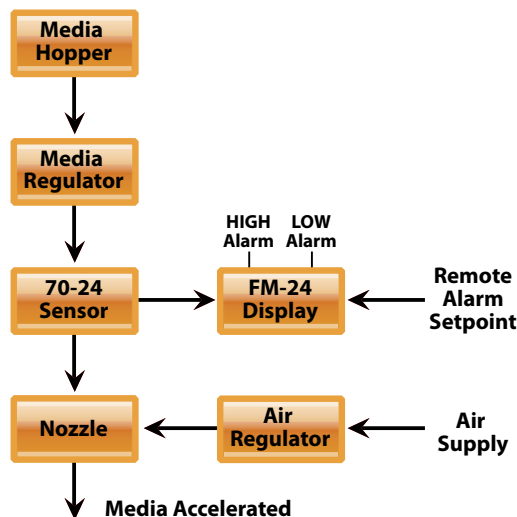 Media
Hopper
Media
Regulator
HIGH
Alarm
LOW
Alarm
70-24
Sensor
FM-24
Display
Remote
Alarm
Setpoint
Nozzle
Air
Regulator
Air
Supply
Media Accelerated